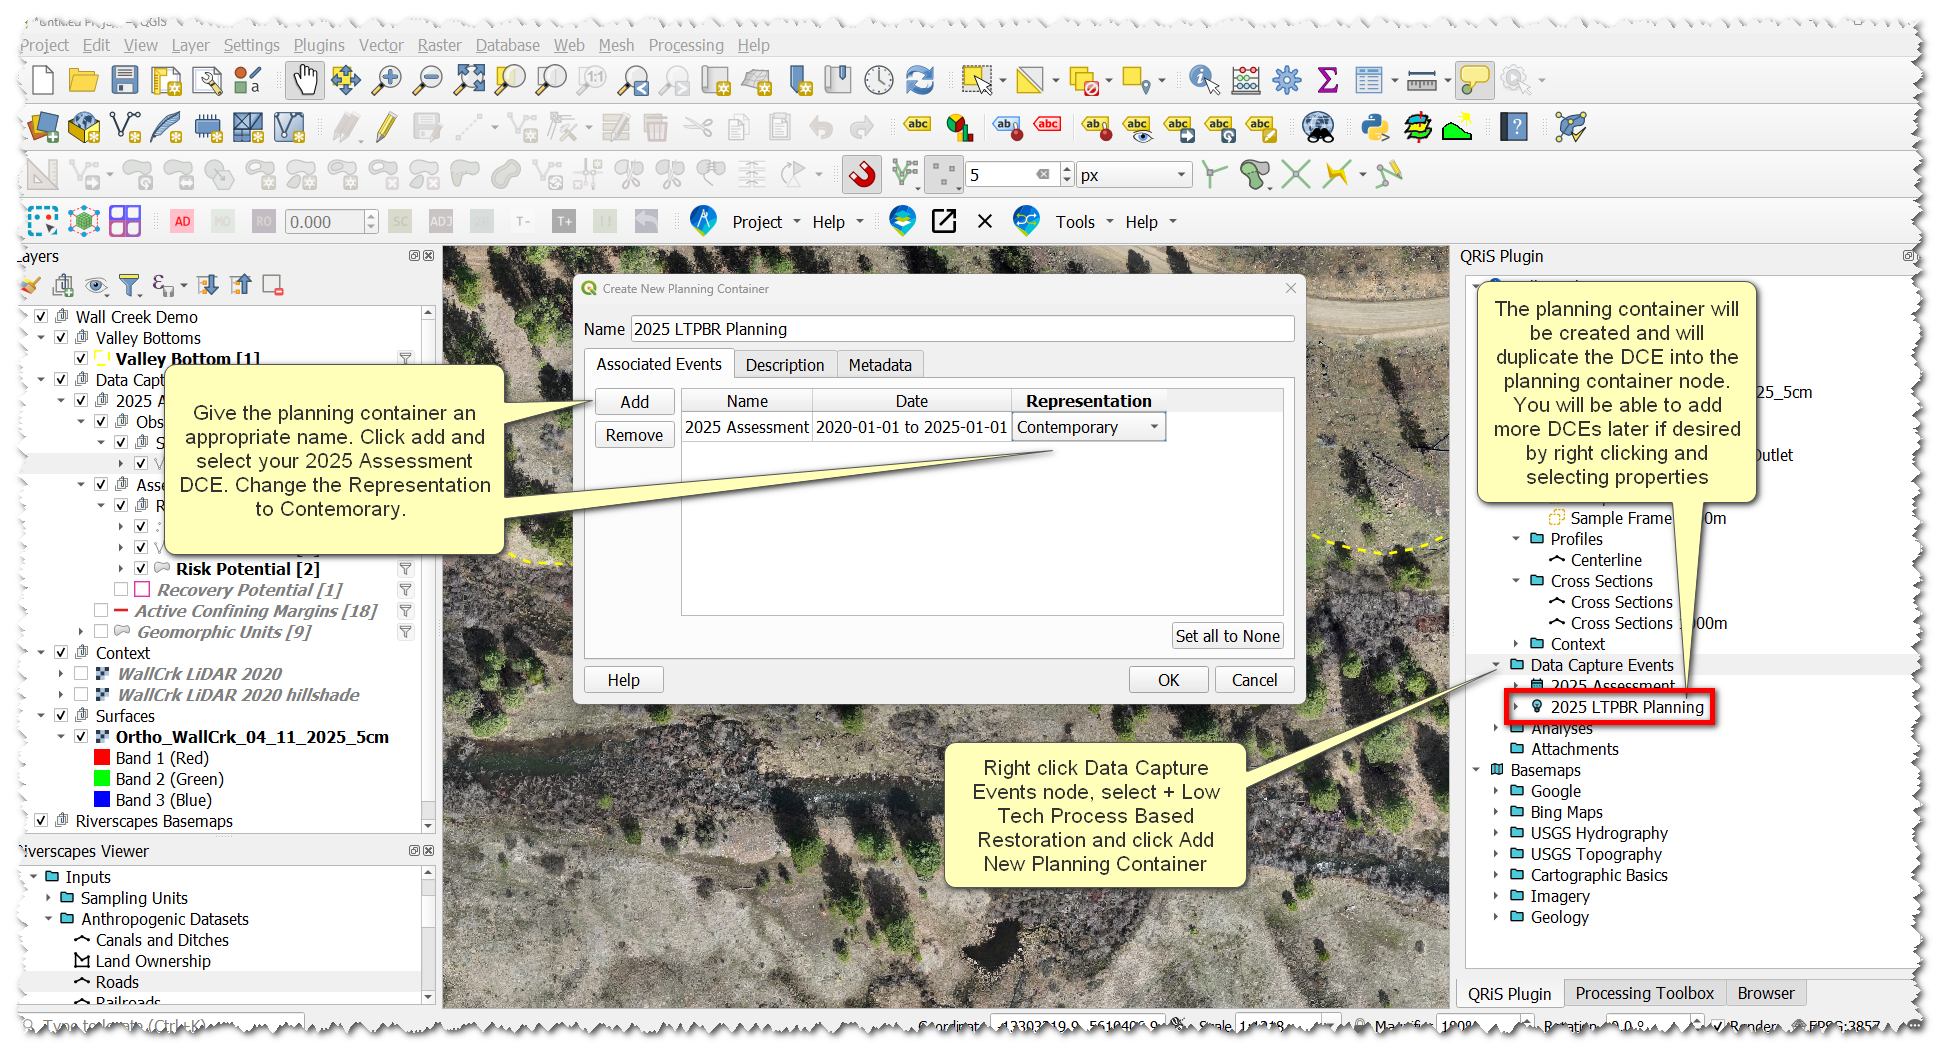 Project Edit View Layer Settings Plugins Vector Raster Database Web Mesh Processing Help
abc
5 px
AD MO RO 0.000 SC ADJ T- T+ Project Help Tools Help
Layers
Wall Creek Demo
Valley Bottoms
Valley Bottom [1]
Data Capt
2025 A
Obs
S
V
Asse
R
Risk Potential [2]
Recovery Potential [1]
Active Confining Margins [18]
Geomorphic Units [9]
Context
WallCrk LiDAR 2020
WallCrk LiDAR 2020 hillshade
Surfaces
Ortho_WallCrk_04_11_2025_5cm
Band 1 (Red)
Band 2 (Green)
Band 3 (Blue)
Riverscapes Basemaps
Riverscapes Viewer
Inputs
Sampling Units
Anthropogenic Datasets
Canals and Ditches
Land Ownership
Roads
Railroads
Type to locate (Ctrl+K)
Give the planning container an
appropriate name. Click add and
select your 2025 Assessment
DCE. Change the Representation
to Contemorary.
Create New Planning Container
Name 2025 LTPBR Planning
Associated Events Description Metadata
Add
Remove
Name Date Representation
2025 Assessment 2020-01-01 to 2025-01-01 Contemporary
Set all to None
Help OK Cancel
Right click Data Capture
Events node, select + Low
Tech Process Based
Restoration and click Add
New Planning Container
QRiS Plugin
The planning container will
be created and will
duplicate the DCE into the
planning container node.
You will be able to add
more DCEs later if desired
by right clicking and
selecting properties
25_5cm
Outlet
Sample Frame 00m
Profiles
Centerline
Cross Sections
Cross Sections 000m
Context
Data Capture Events
2025 Assessment
2025 LTPBR Planning
Analyses
Attachments
Basemaps
Google
Bing Maps
USGS Hydrography
USGS Topography
Cartographic Basics
Imagery
Geology
QRiS Plugin Processing Toolbox Browser
Coordinate Scale Magnifier 100% Rotation 0.0 ° Render EPSG:3857